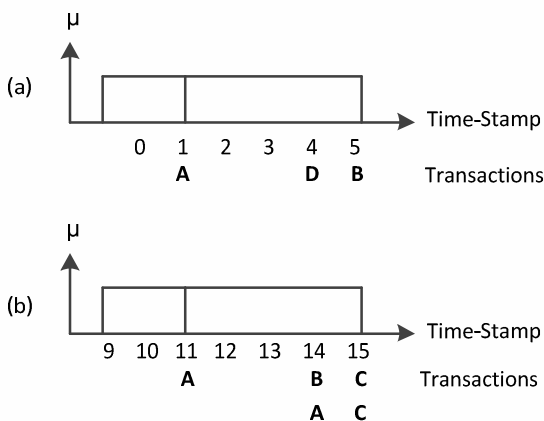 μ
(a)
Time-Stamp
0 1 2 3 4 5
A D B Transactions
μ
(b)
Time-Stamp
9 10 11 12 13 14 15
A B C Transactions
A C